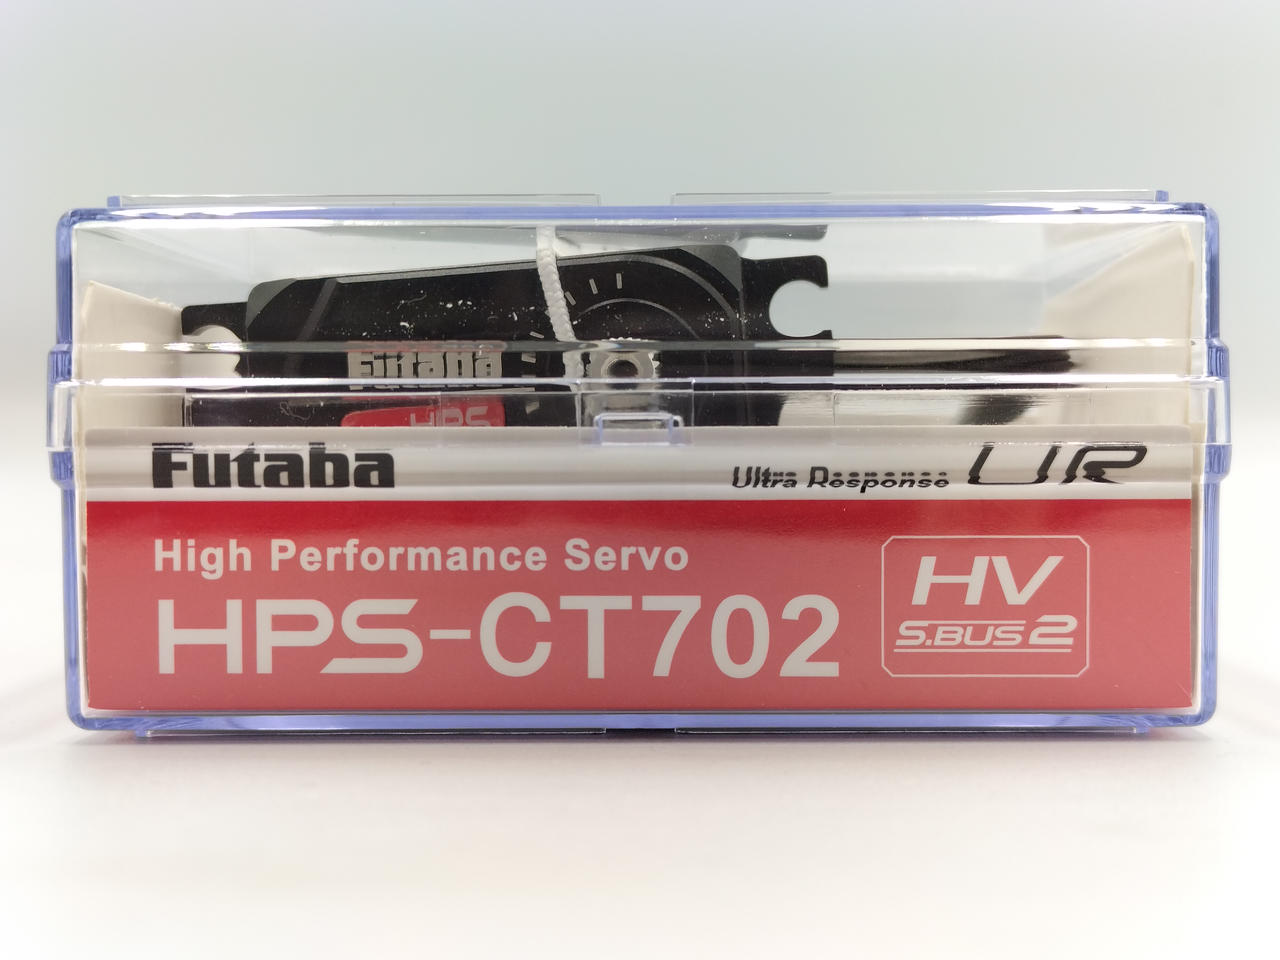 Futaba
HPS
Futaba
Ultra Response UR
High Performance Servo
HPS-CT702
HV
S.BUS2